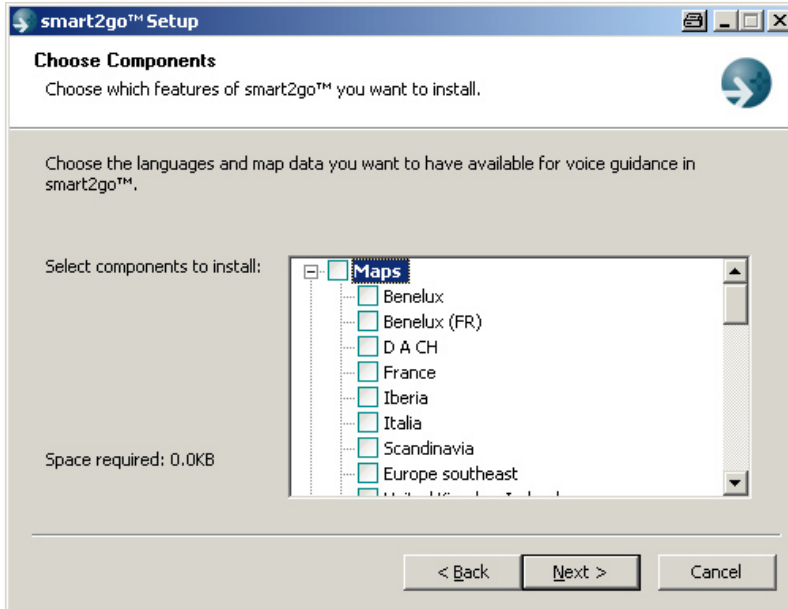 smart2go™ Setup
Choose Components
Choose which features of smart2go™ you want to install.
Choose the languages and map data you want to have available for voice guidance in
smart2go™.
Select components to install:
Maps
Benelux
Benelux (FR)
D A CH
France
Iberia
Italia
Scandinavia
Europe southeast
Space required: 0.0KB
< Back
Next >
Cancel